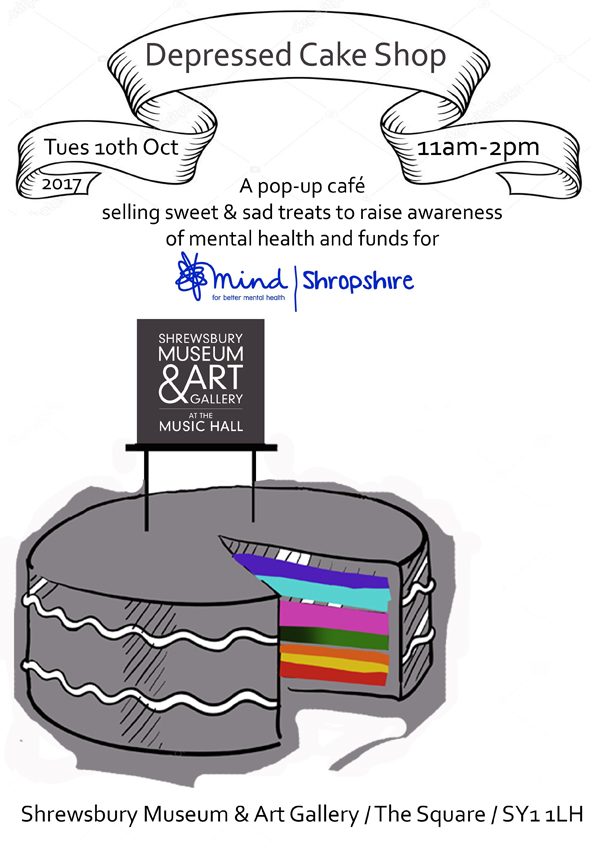 Depressed Cake Shop
Tues 10th Oct
11am-2pm
2017
A pop-up café
selling sweet & sad treats to raise awareness
of mental health and funds for
mind | Shropshire
for better mental health
SHREWSBURY
MUSEUM
&ART
GALLERY
AT THE
MUSIC HALL
Shrewsbury Museum & Art Gallery / The Square / SY1 1LH